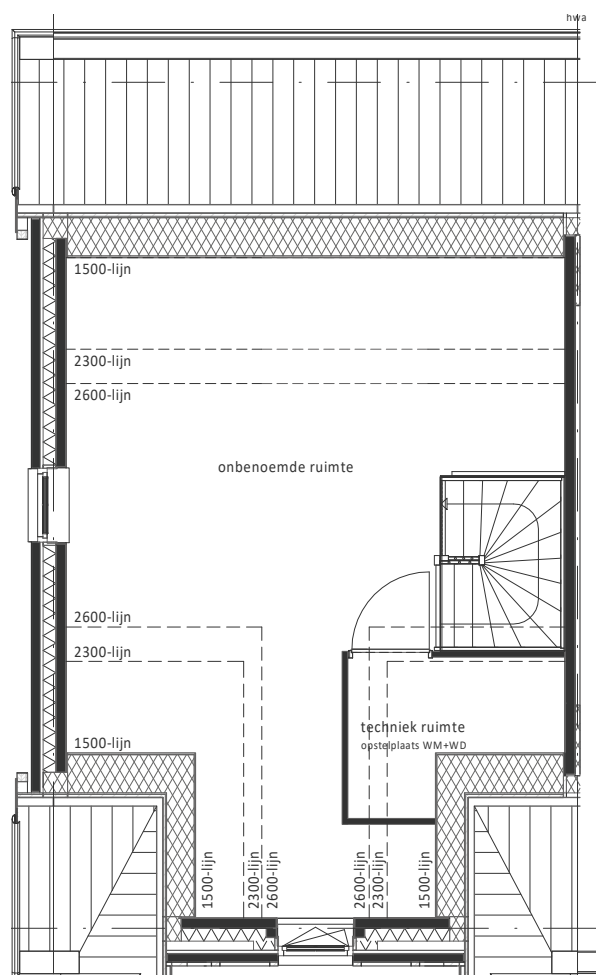 hwa
1500-lijn
2300-lijn
2600-lijn
onbenoemde ruimte
2600-lijn
2300-lijn
1500-lijn
techniek ruimte
opstelplaats WM+WD
1500-lijn
2300-lijn
2600-lijn
2600-lijn
2300-lijn
1500-lijn